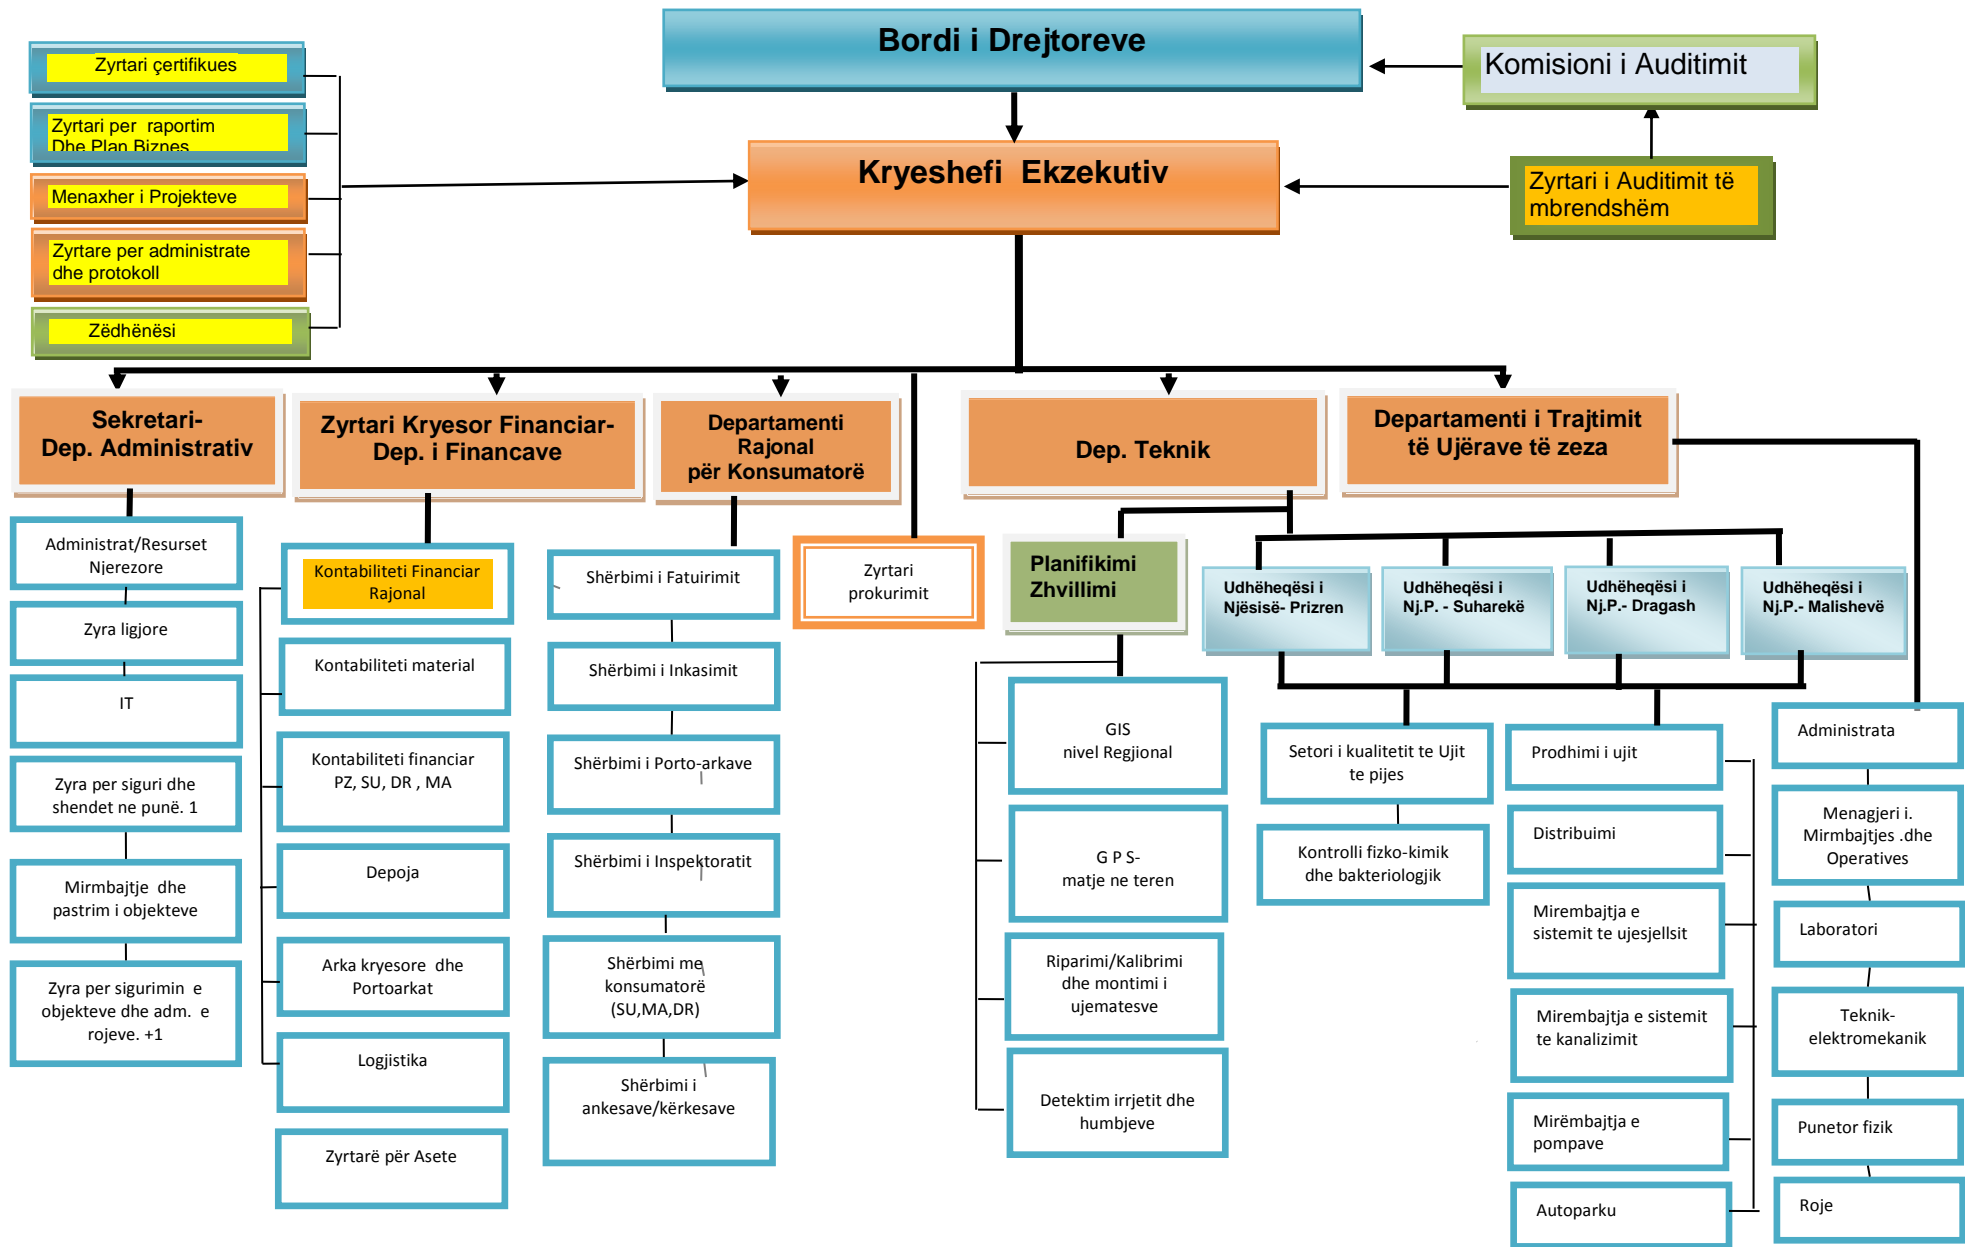 Bordi i Drejtoreve
Komisioni i Auditimit
Zyrtari çertifikues
Zyrtari per raportim
Dhe Plan Biznes
Menaxher i Projekteve
Zyrtare per administrate
dhe protokoll
Zëdhënësi
Kryeshefi Ekzekutiv
Zyrtari i Auditimit të
mbrendshëm
Sekretari-
Dep. Administrativ
Zyrtari Kryesor Financiar-
Dep. i Financave
Departamenti
Rajonal
për Konsumatorë
Dep. Teknik
Departamenti i Trajtimit
të Ujërave të zeza
Administrat/Resurset
Njerezore
Zyra ligjore
IT
Zyra per siguri dhe
shendet ne punë. 1
Mirmbajtje dhe
pastrim i objekteve
Zyra per sigurimin e
objekteve dhe adm. e
rojeve. +1
Kontabiliteti Financiar
Rajonal
Kontabiliteti material
Kontabiliteti financiar
PZ, SU, DR , MA
Depoja
Arka kryesore dhe
Portoarkat
Logjistika
Zyrtarë për Asete
Shërbimi i Fatuirimit
Shërbimi i Inkasimit
Shërbimi i Porto-arkave
Shërbimi i Inspektoratit
Shërbimi me
konsumatorë
(SU,MA,DR)
Shërbimi i
ankesave/kërkesave
Zyrtari
prokurimit
Planifikimi
Zhvillimi
GIS
nivel Regjional
G P S-
matje ne teren
Riparimi/Kalibrimi
dhe montimi i
ujematesve
Detektim irrjetit dhe
humbjeve
Udhëheqësi i
Njësisë- Prizren
Udhëheqësi i
Nj.P. - Suharekë
Udhëheqësi i
Nj.P.- Dragash
Udhëheqësi i
Nj.P.- Malishevë
Setori i kualitetit te Ujit
te pijes
Kontrolli fizko-kimik
dhe bakteriologjik
Prodhimi i ujit
Distribuimi
Mirembajtja e
sistemit te ujesjellsit
Mirembajtja e sistemit
te kanalizimit
Mirëmbajtja e
pompave
Autoparku
Administrata
Menagjeri i.
Mirmbajtjes .dhe
Operatives
Laboratori
Teknik-
elektromekanik
Punetor fizik
Roje